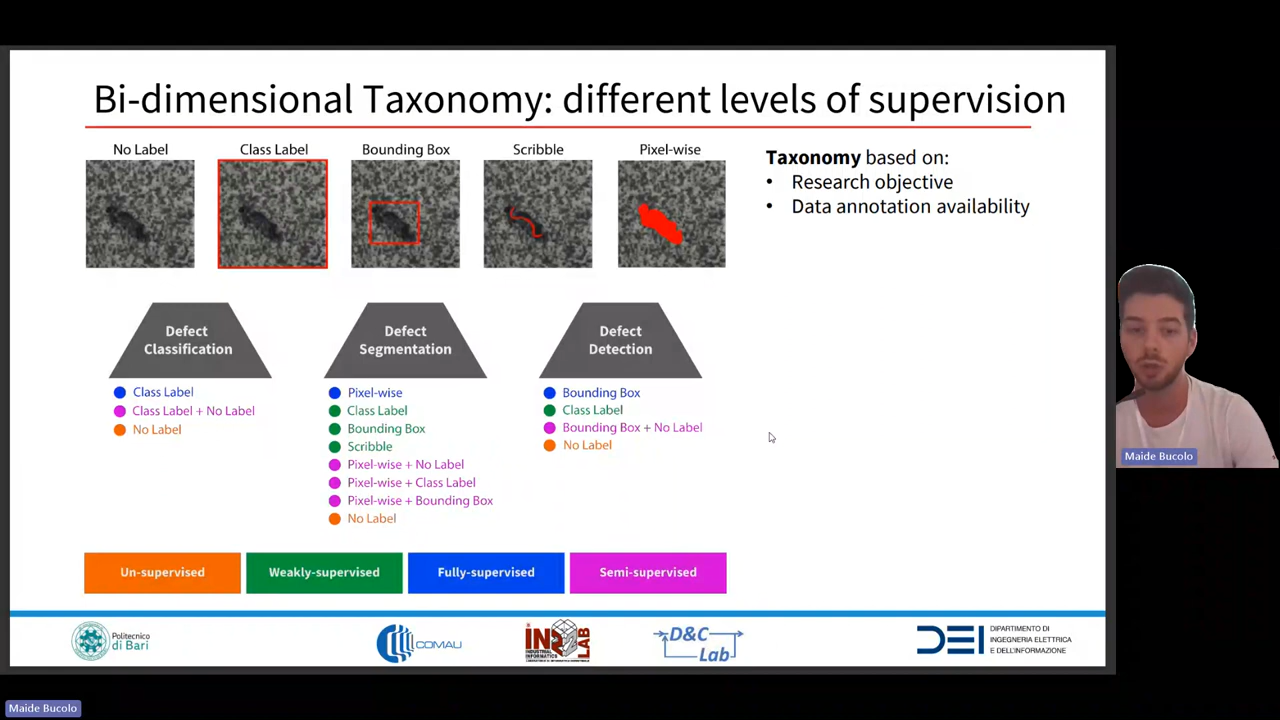 Bi-dimensional Taxonomy: different levels of supervision
No Label
Class Label
Bounding Box
Scribble
Pixel-wise
Taxonomy based on:
• Research objective
• Data annotation availability
Defect
Classification
Class Label
Class Label + No Label
No Label
Defect
Segmentation
Pixel-wise
Class Label
Bounding Box
Scribble
Pixel-wise + No Label
Pixel-wise + Class Label
Pixel-wise + Bounding Box
No Label
Defect
Detection
Bounding Box
Class Label
Bounding Box + No Label
No Label
Un-supervised
Weakly-supervised
Fully-supervised
Semi-supervised
Politecnico
di Bari
COMAU
INDUSTRIAL
INFORMATICS
LAB
D&C
Lab
DEI
DIPARTIMENTO DI
INGEGNERIA ELETTRICA
E DELL'INFORMAZIONE
Maide Bucolo
Maide Bucolo